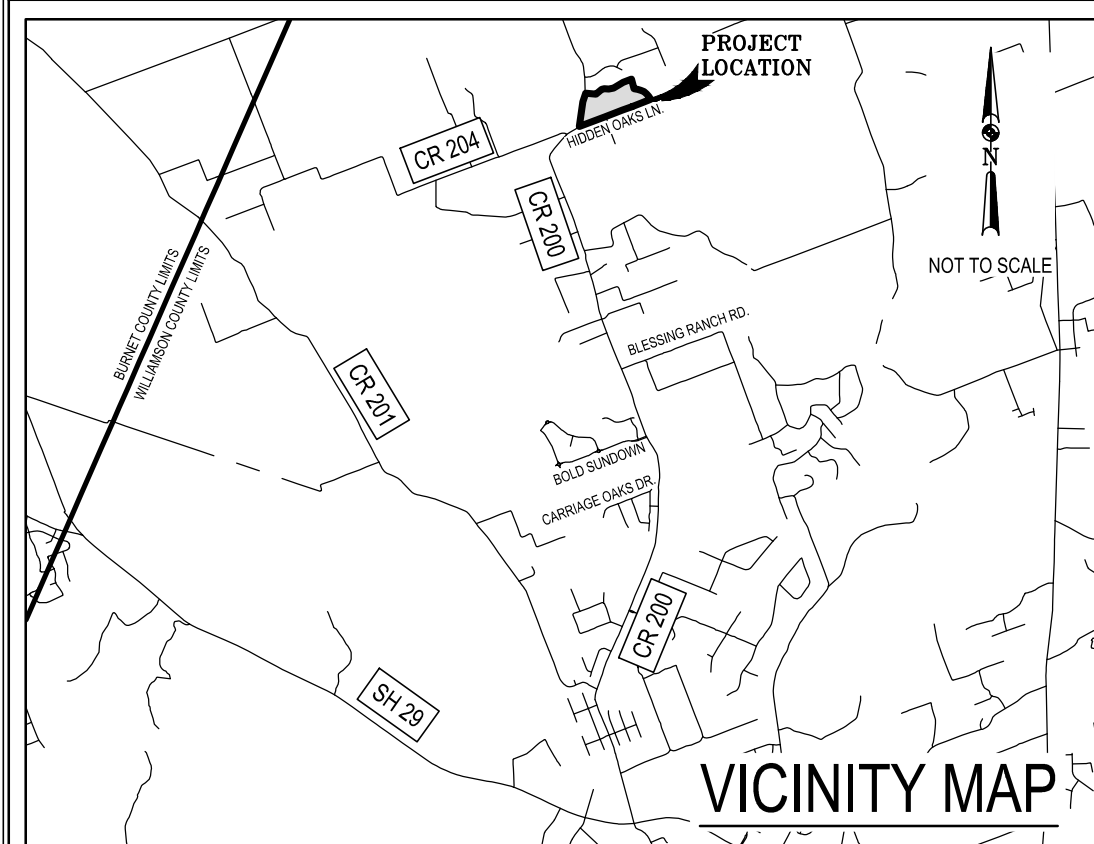 PROJECT
LOCATION
HIDDEN OAKS LN.
CR 204
N
CR 200
NOT TO SCALE
BURNET COUNTY LIMITS
WILLIAMSON COUNTY LIMITS
BLESSING RANCH RD.
CR 201
BOLD SUNDOWN
CARRIAGE OAKS DR.
CR 200
SH 29
VICINITY MAP